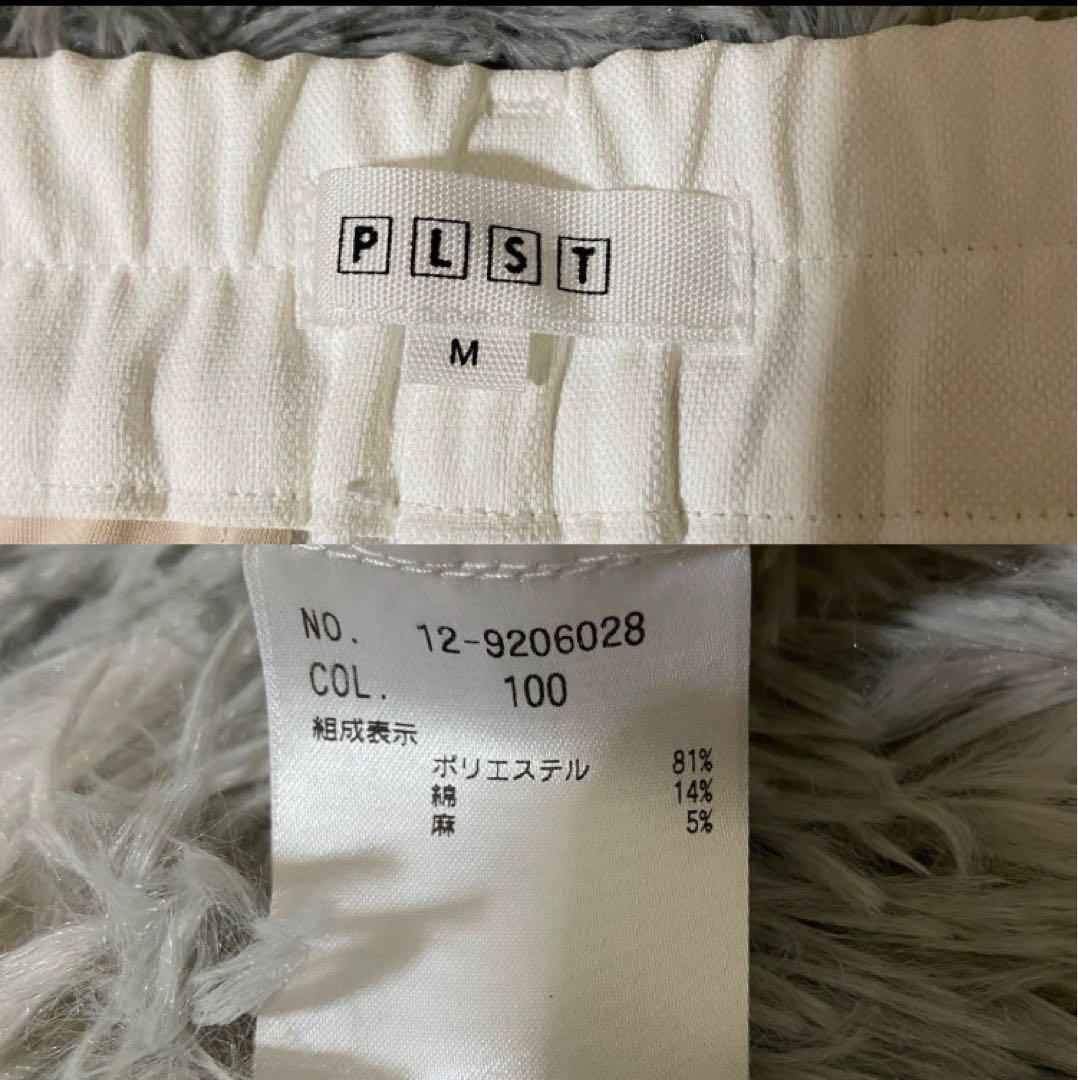 PLST
M
NO. 12-9206028
COL. 100
組成表示
ポリエステル 81%
綿 14%
麻 5%